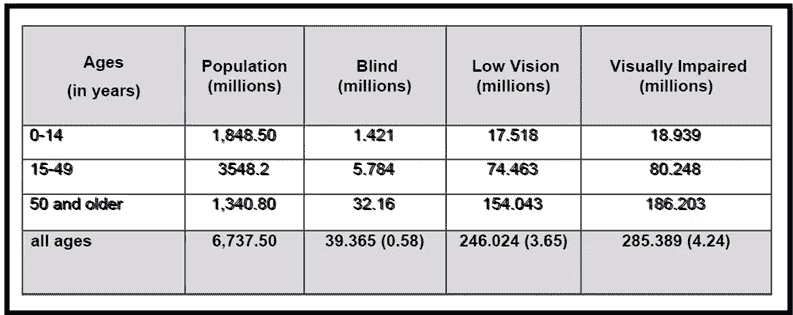 Ages (in years) Population (millions) Blind (millions) Low Vision (millions) Visually Impaired (millions)
0-14 1,848.50 1.421 17.518 18.939
15-49 3548.2 5.784 74.463 80.248
50 and older 1,340.80 32.16 154.043 186.203
all ages 6,737.50 39.365 (0.58) 246.024 (3.65) 285.389 (4.24)